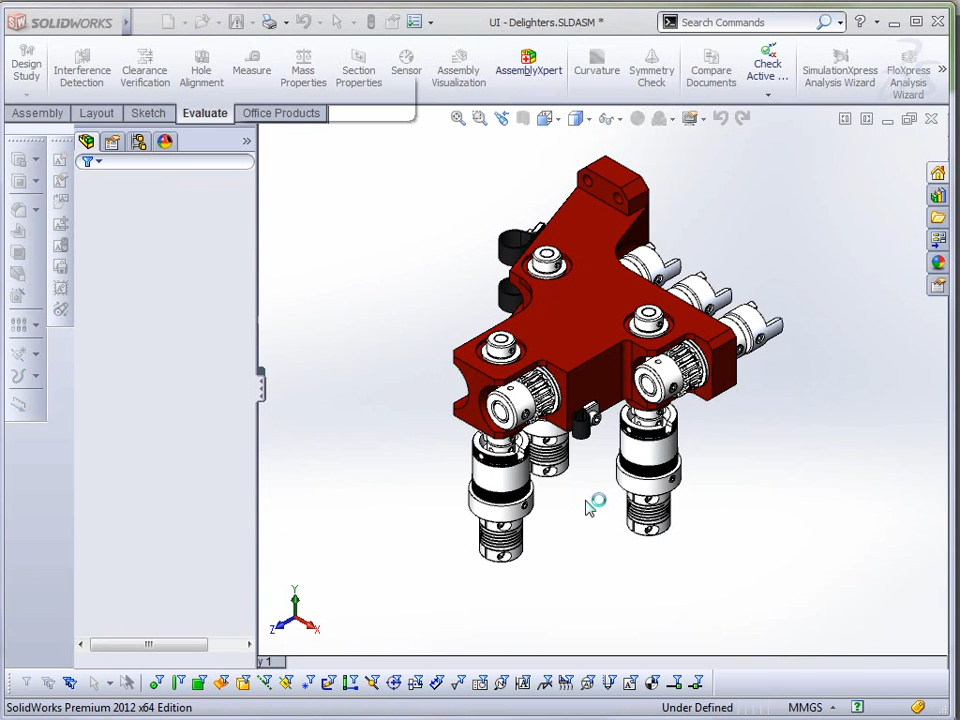 SOLIDWORKS
UI - Delighters.SLDASM *
Search Commands
Design Study
Interference Detection
Clearance Verification
Hole Alignment
Measure
Mass Properties
Section Properties
Sensor
Assembly Visualization
AssemblyXpert
Curvature
Symmetry Check
Compare Documents
Check Active ...
SimulationXpress Analysis Wizard
FloXpress Analysis Wizard
Assembly
Layout
Sketch
Evaluate
Office Products
Y
Z
X
y 1
SolidWorks Premium 2012 x64 Edition
Under Defined
MMGS